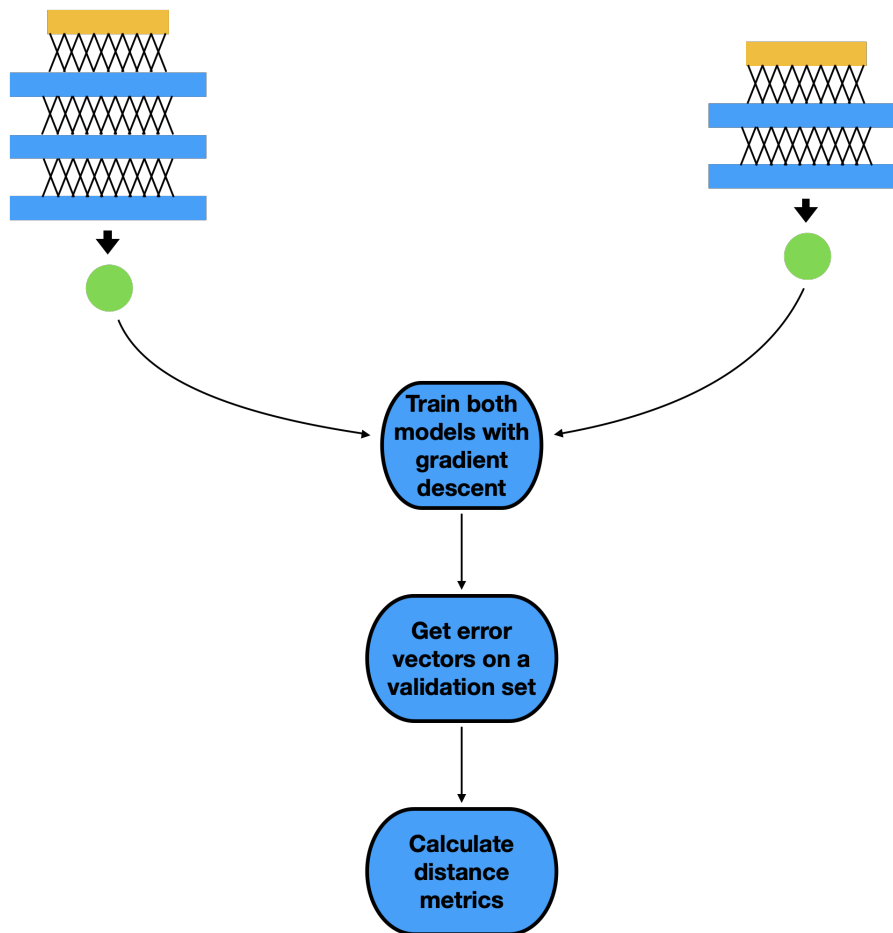 Train both
models with
gradient
descent
Get error
vectors on a
validation set
Calculate
distance
metrics